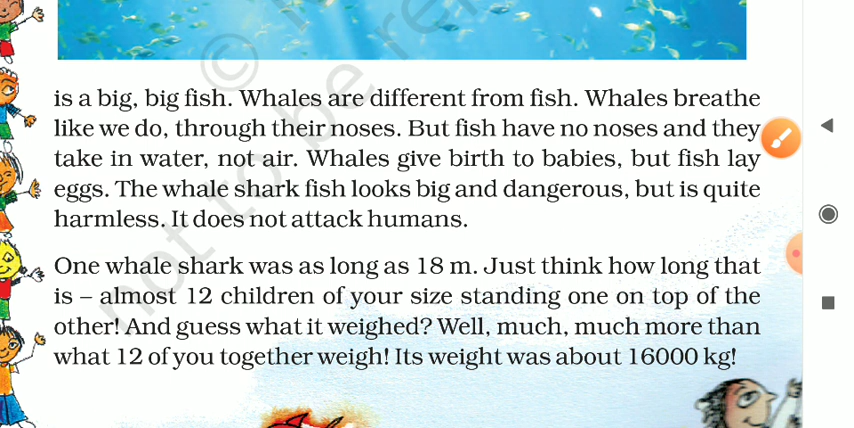 is a big, big fish. Whales are different from fish. Whales breathe
like we do, through their noses. But fish have no noses and they
take in water, not air. Whales give birth to babies, but fish lay
eggs. The whale shark fish looks big and dangerous, but is quite
harmless. It does not attack humans.
One whale shark was as long as 18 m. Just think how long that
is – almost 12 children of your size standing one on top of the
other! And guess what it weighed? Well, much, much more than
what 12 of you together weigh! Its weight was about 16000 kg!
©
not to be re